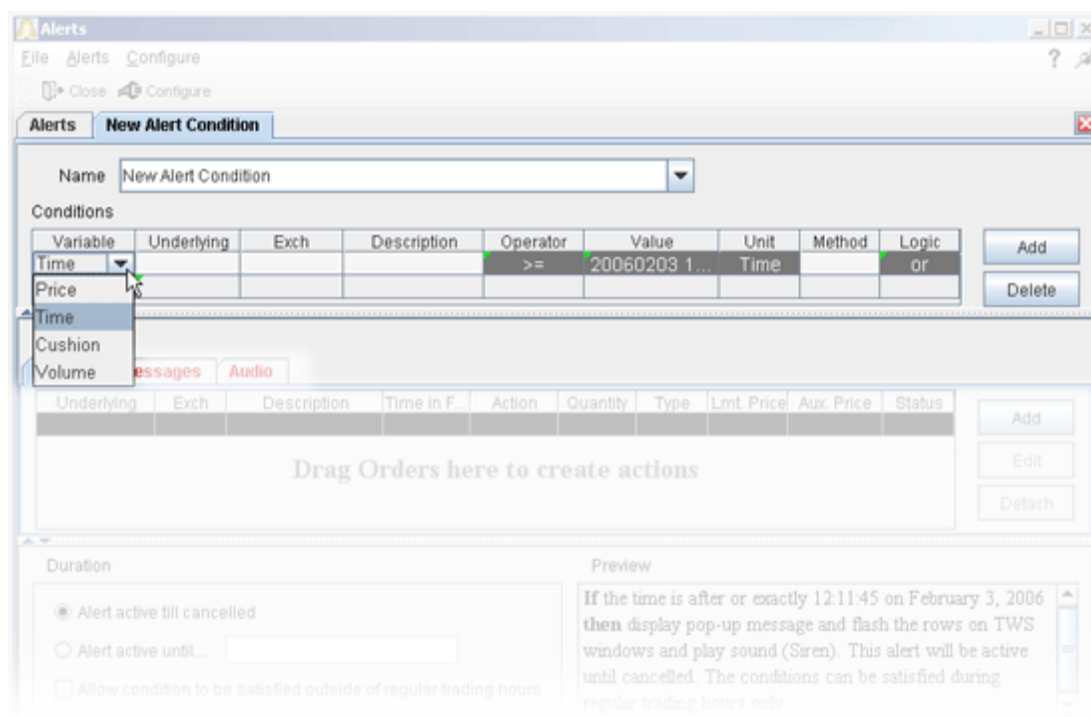 Alerts
File Alerts Configure ?
Close Configure
Alerts New Alert Condition
Name New Alert Condition
Conditions
Variable Underlying Exch Description Operator Value Unit Method Logic Add
Time >= 20060203 1... Time or
Price Delete
Time
Cushion
Volume essages Audio
Underlying Exch Description Time in F... Action Quantity Type Lmt. Price Aux. Price Status
Add
Drag Orders here to create actions Edit
Detach
Duration Preview
Alert active till cancelled If the time is after or exactly 12:11:45 on February 3, 2006
then display pop-up message and flash the rows on TWS
Alert active until... windows and play sound (Siren). This alert will be active
until cancelled. The conditions can be satisfied during
Allow condition to be satisfied outside of regular trading hours regular trading hours only.